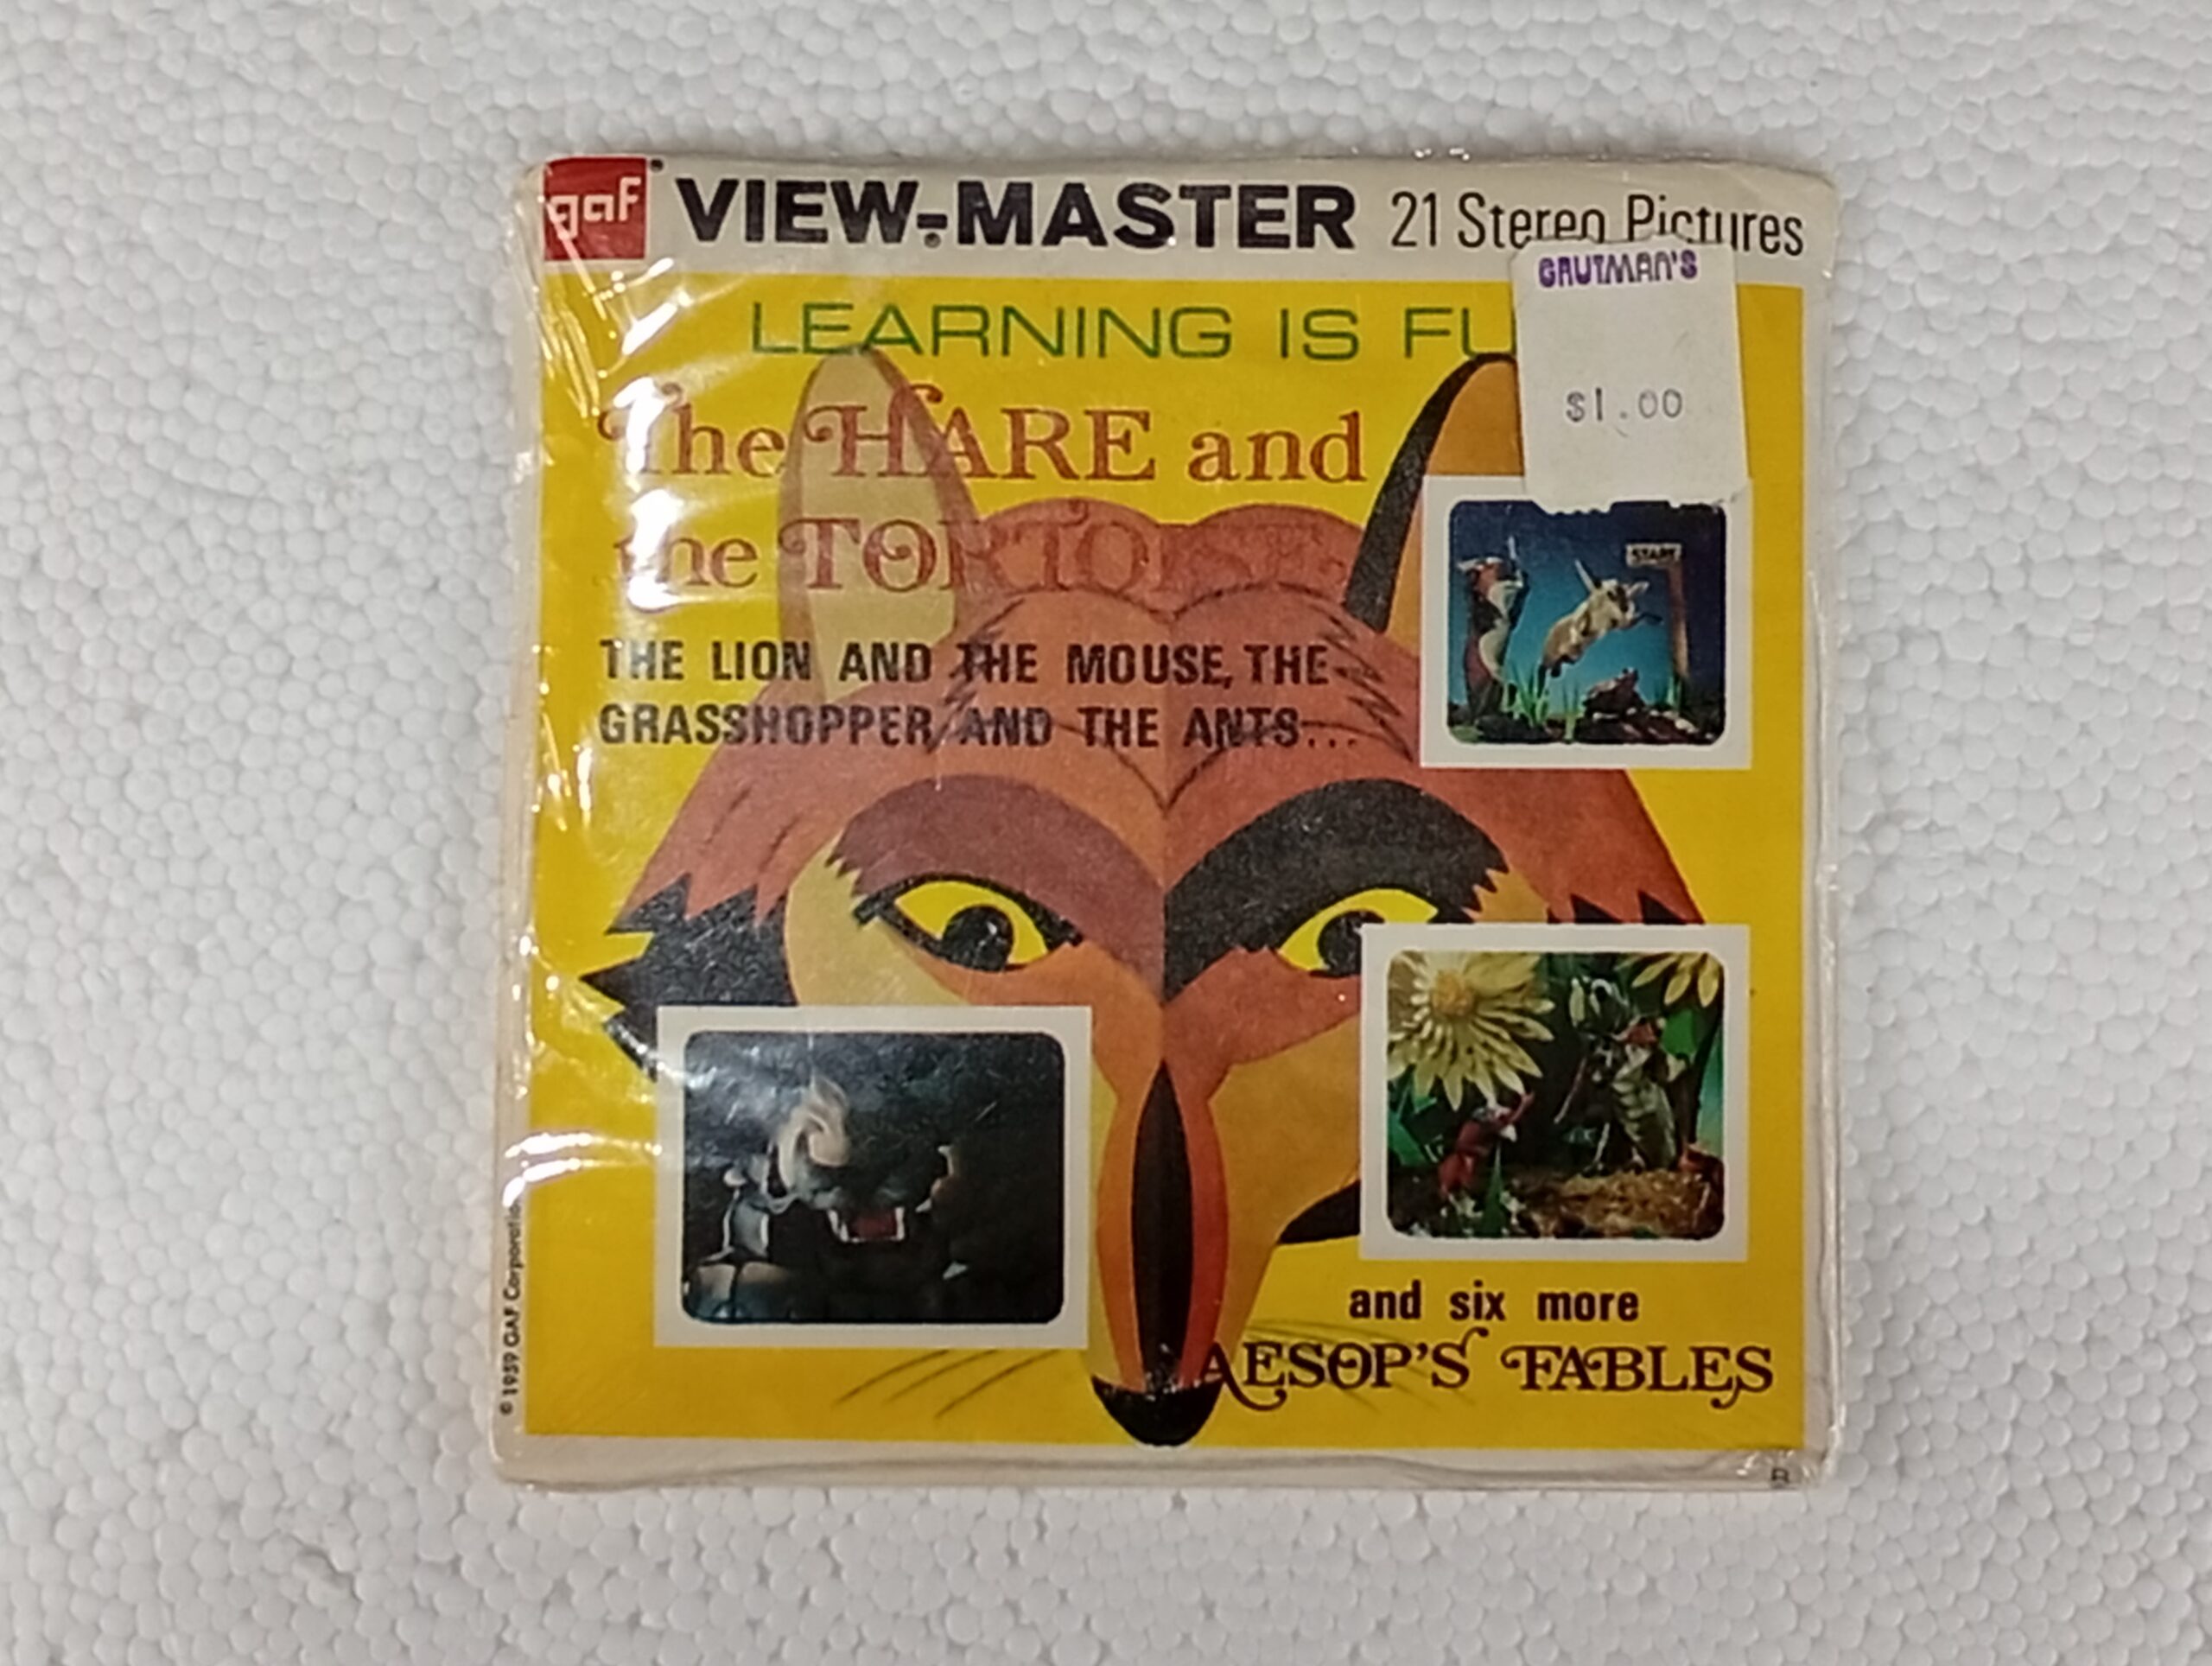 gaf VIEW-MASTER 21 Stereo Pictures
GRUTMAN'S
$1.00
LEARNING IS FU
The HARE and
the TORTOISE,
THE LION AND THE MOUSE, THE
GRASSHOPPER AND THE ANTS...
START
and six more
AESOP'S FABLES
© 1959 GAF Corporation
B